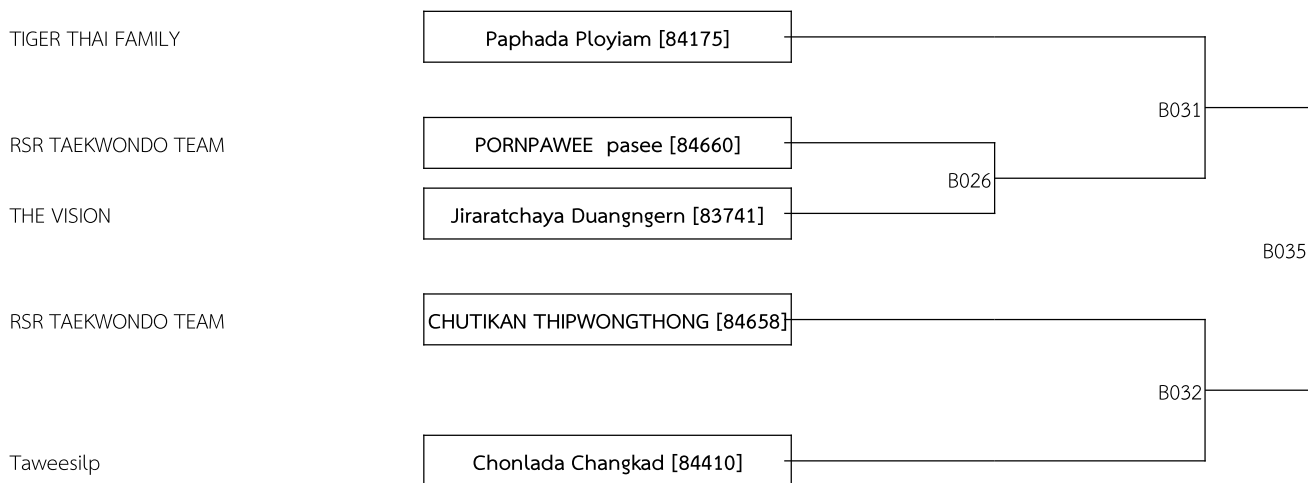 TIGER THAI FAMILY
Paphada Ployiam [84175]
B031
RSR TAEKWONDO TEAM
PORNPAWEE  pasee [84660]
B026
THE VISION
Jiraratchaya Duangngern [83741]
B035
RSR TAEKWONDO TEAM
CHUTIKAN THIPWONGTHONG [84658]
B032
Taweesilp
Chonlada Changkad [84410]